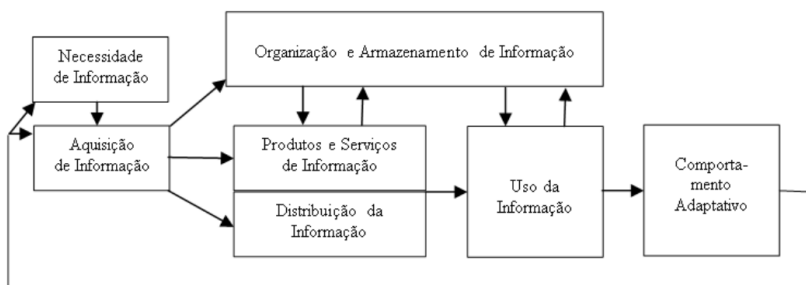 Necessidade
de Informação
Organização e Armazenamento de Informação
Aquisição
de Informação
Produtos e Serviços
de Informação
Distribuição da
Informação
Uso da
Informação
Comporta-
mento
Adaptativo